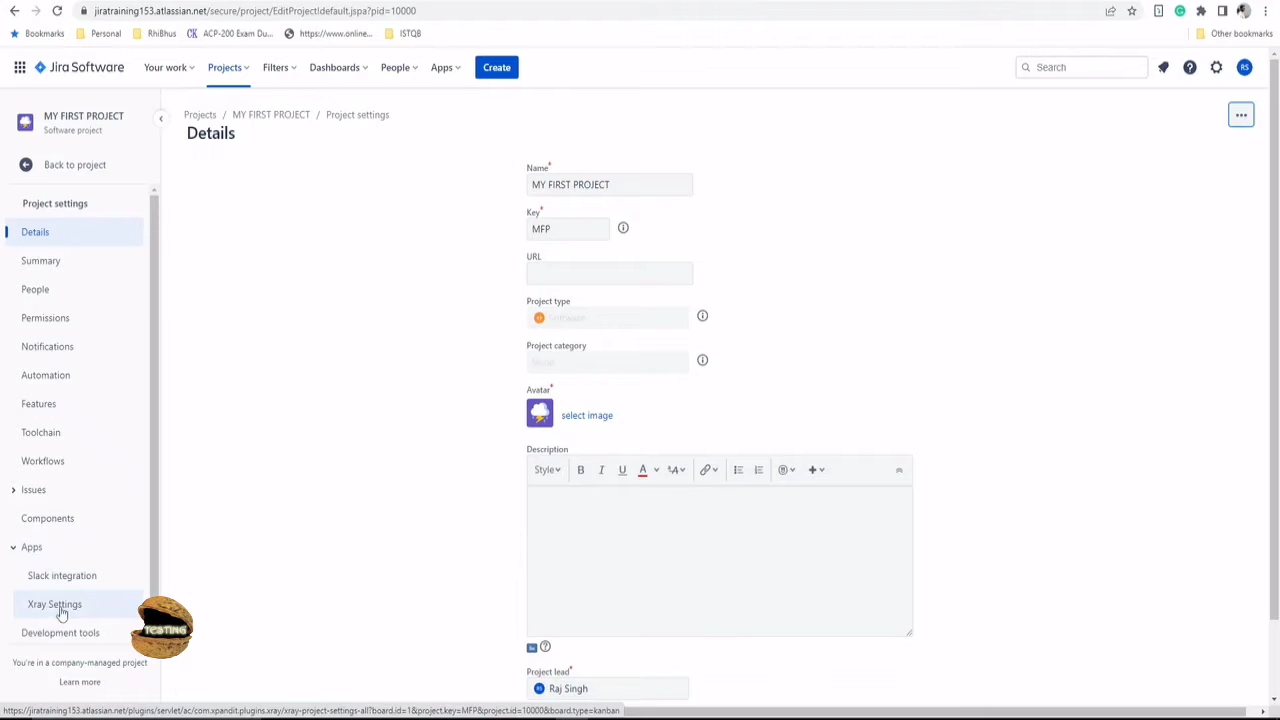 jiratraining153.atlassian.net/secure/project/EditProject!default.jspa?pid=10000
Bookmarks Personal RhiBhus ACP-200 Exam Du... https://www.online... ISTQB Other bookmarks
Jira Software Your work Projects Filters Dashboards People Apps Create Search RS
MY FIRST PROJECT
Software project
Back to project
Project settings
Details
Summary
People
Permissions
Notifications
Automation
Features
Toolchain
Workflows
Issues
Components
Apps
Slack integration
Xray Settings
Development tools
You're in a company-managed project
Learn more
TESTING
Projects / MY FIRST PROJECT / Project settings
Details
Name*
MY FIRST PROJECT
Key*
MFP
URL
Project type
Software
Project category
None
Avatar*
select image
Description
Style B I U A
Project lead*
RS Raj Singh
https://jiratraining153.atlassian.net/plugins/servlet/ac/com.xpandit.plugins.xray/xray-project-settings-all?board.id=1&project.key=MFP&project.id=10000&board.type=kanban